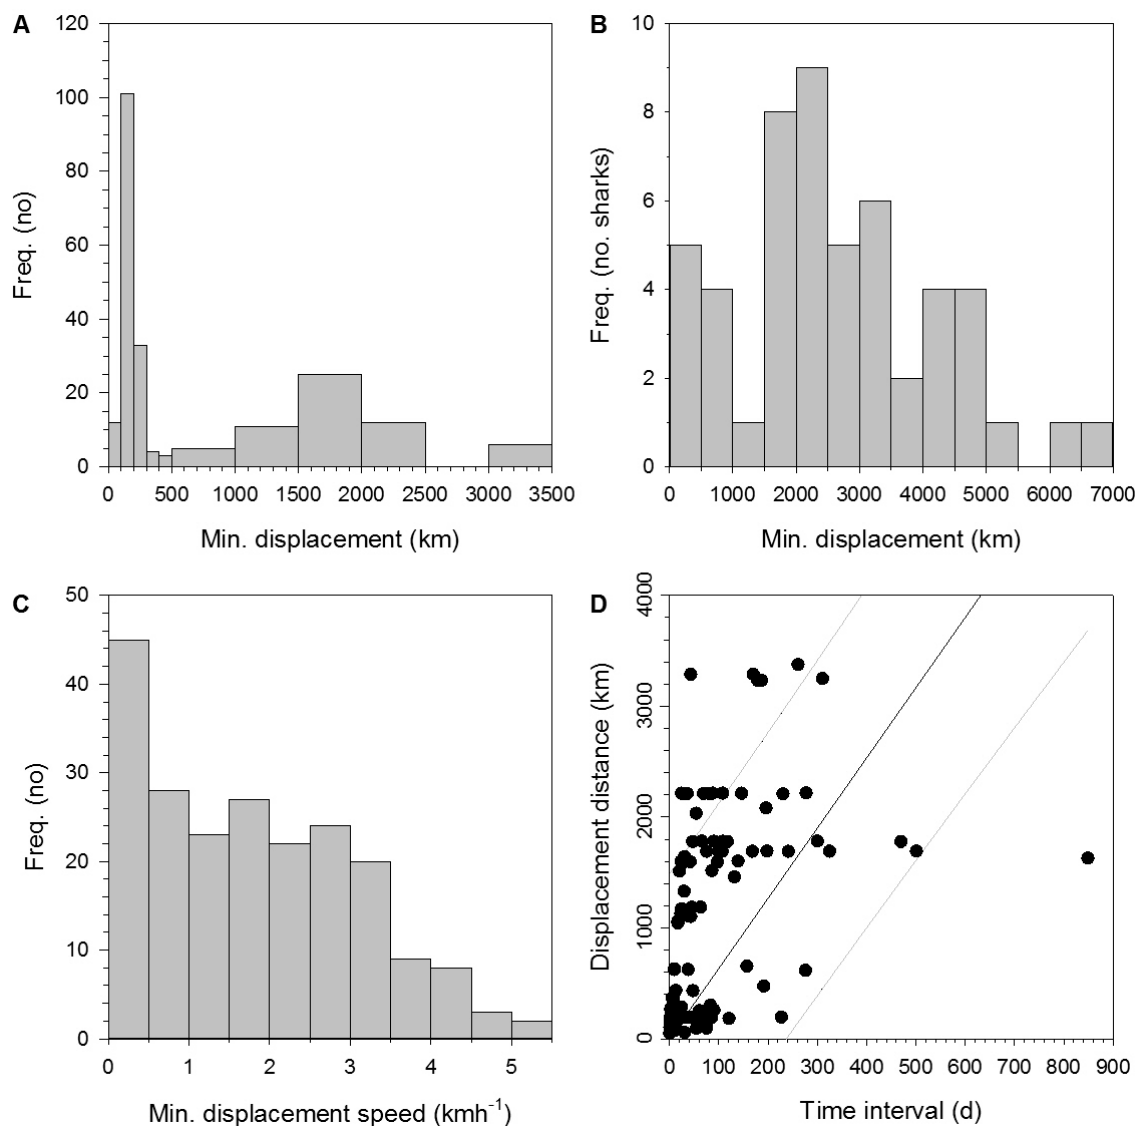 A
120
100
80
60
40
20
0
Freq. (no)
0 500 1000 1500 2000 2500 3000 3500
Min. displacement (km)
B
10
8
6
4
2
0
Freq. (no. sharks)
0 1000 2000 3000 4000 5000 6000 7000
Min. displacement (km)
C
50
40
30
20
10
0
Freq. (no)
0 1 2 3 4 5
Min. displacement speed (kmh⁻¹)
D
4000
3000
2000
1000
0
Displacement distance (km)
0 100 200 300 400 500 600 700 800 900
Time interval (d)